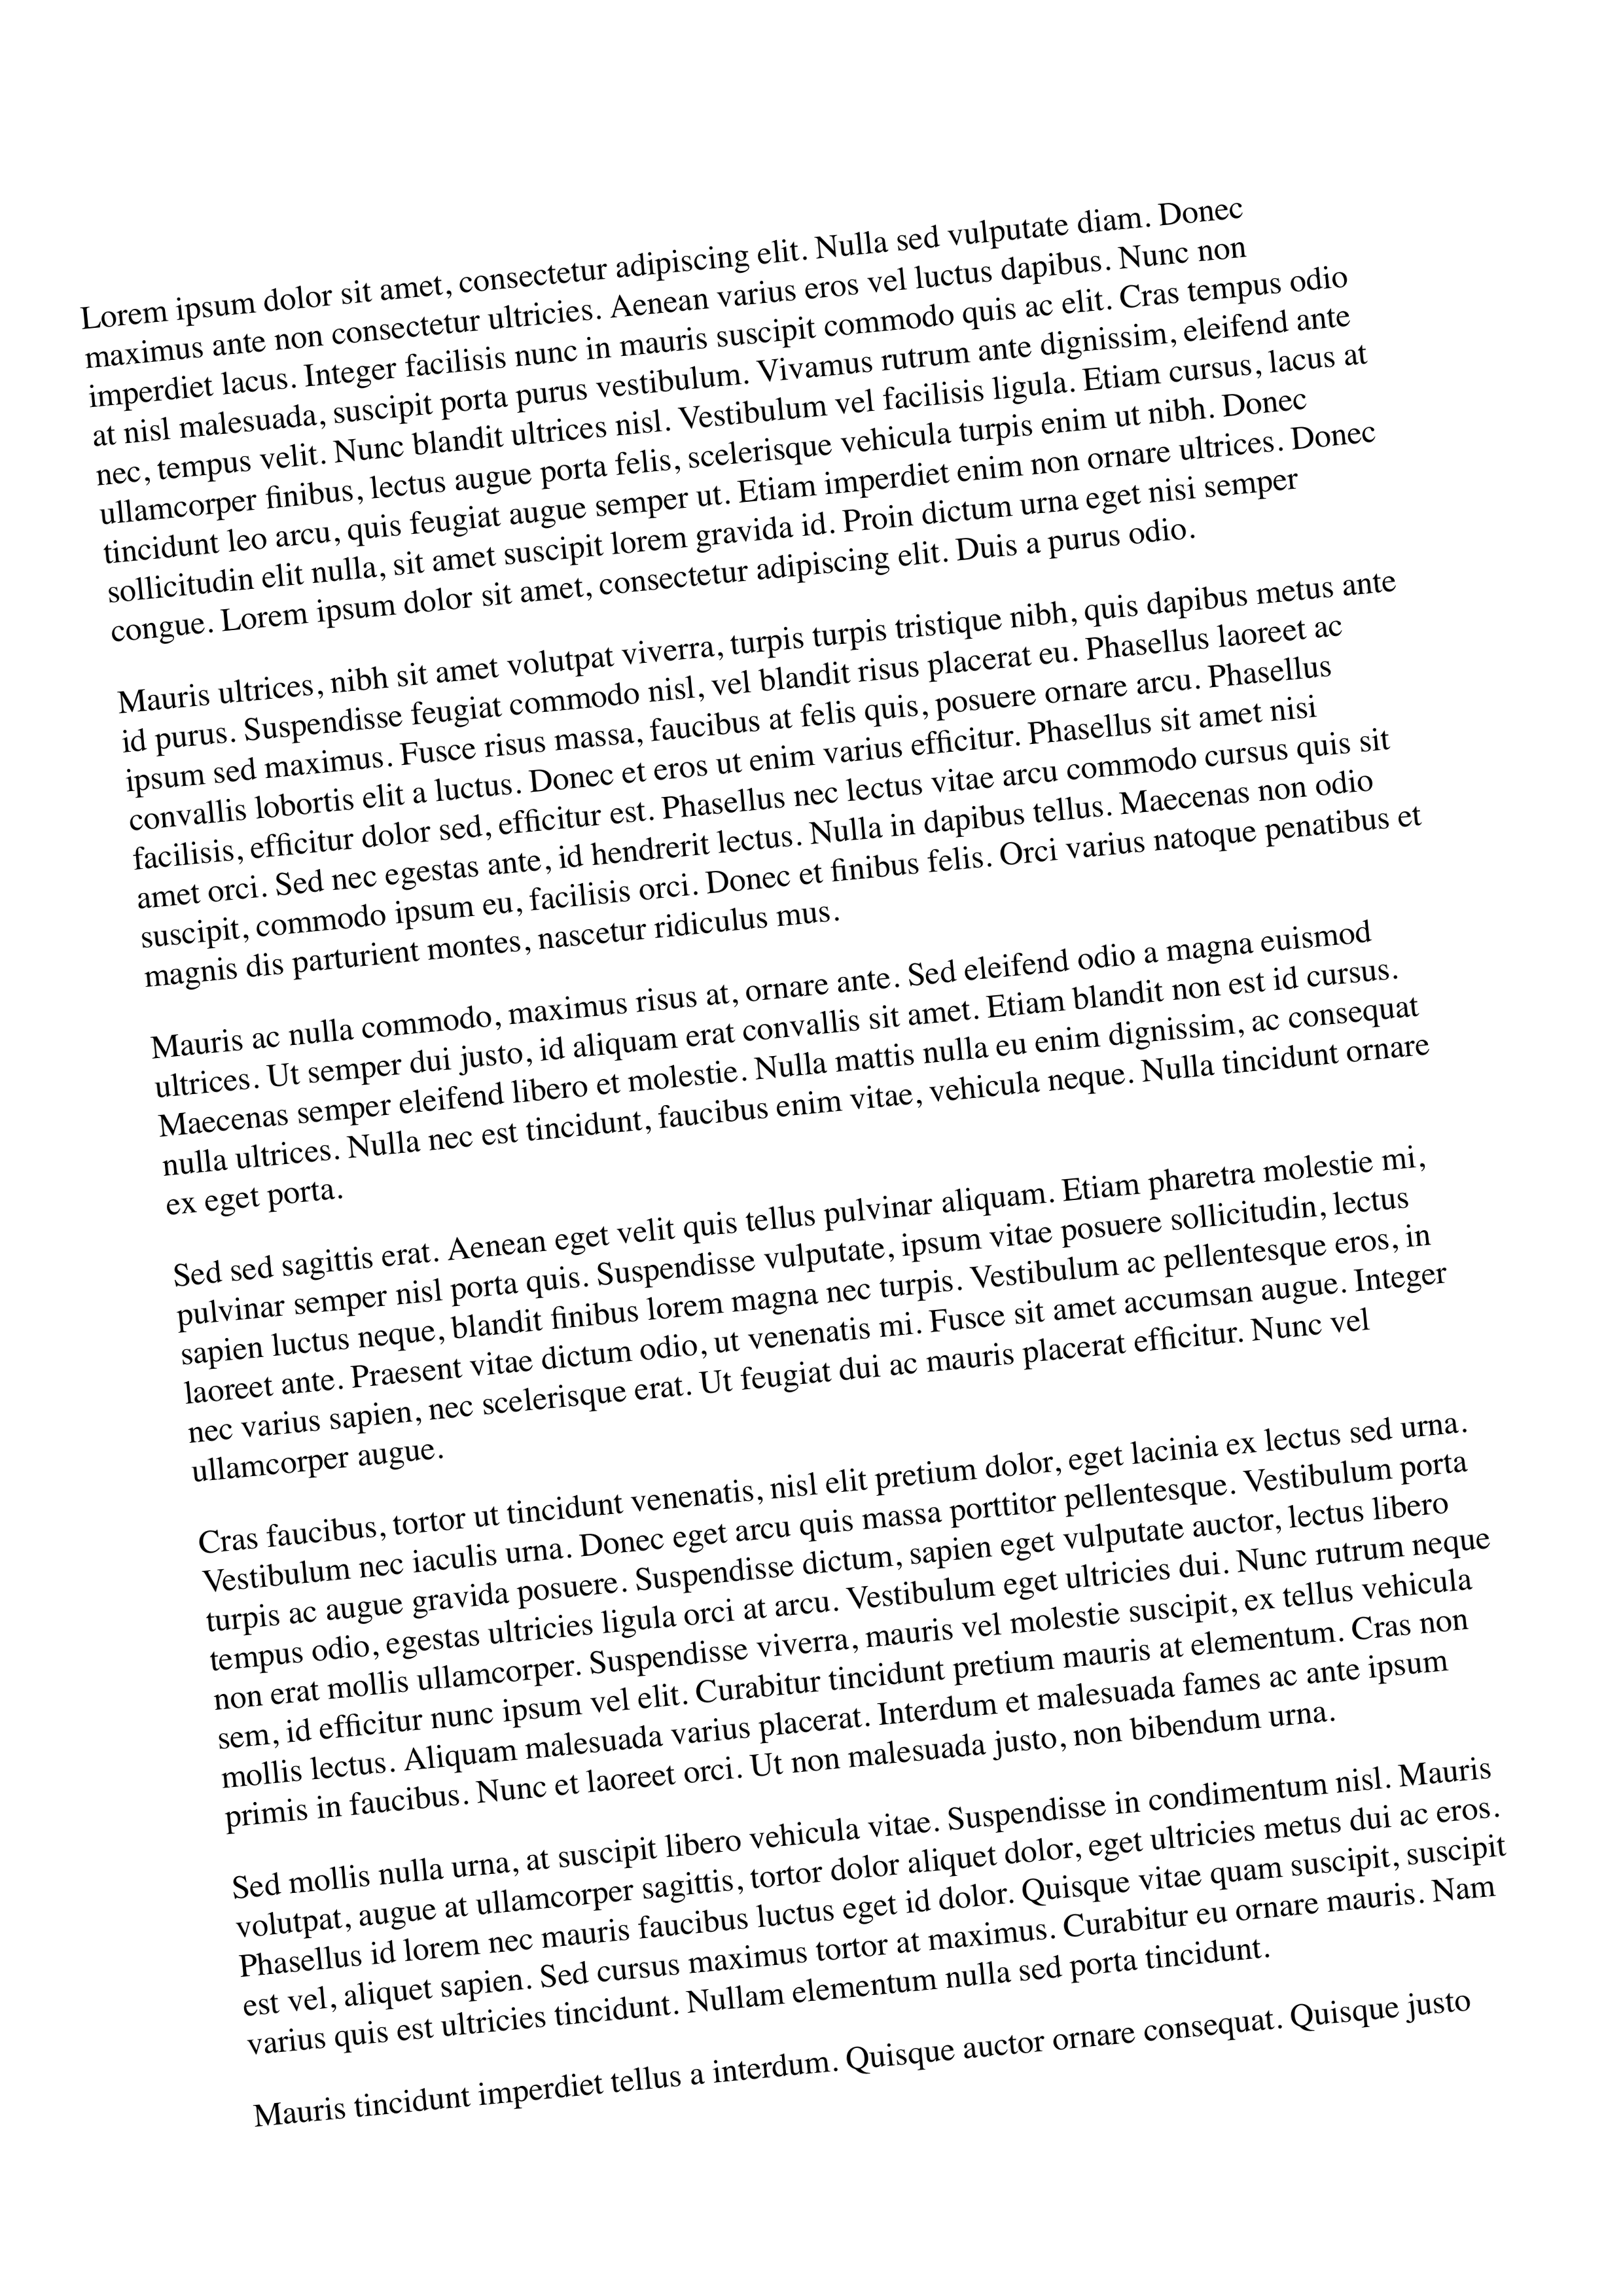 Lorem ipsum dolor sit amet, consectetur adipiscing elit. Nulla sed vulputate diam. Donec
maximus ante non consectetur ultricies. Aenean varius eros vel luctus dapibus. Nunc non
imperdiet lacus. Integer facilisis nunc in mauris suscipit commodo quis ac elit. Cras tempus odio
at nisl malesuada, suscipit porta purus vestibulum. Vivamus rutrum ante dignissim, eleifend ante
nec, tempus velit. Nunc blandit ultrices nisl. Vestibulum vel facilisis ligula. Etiam cursus, lacus at
ullamcorper finibus, lectus augue porta felis, scelerisque vehicula turpis enim ut nibh. Donec
tincidunt leo arcu, quis feugiat augue semper ut. Etiam imperdiet enim non ornare ultrices. Donec
sollicitudin elit nulla, sit amet suscipit lorem gravida id. Proin dictum urna eget nisi semper
congue. Lorem ipsum dolor sit amet, consectetur adipiscing elit. Duis a purus odio.
Mauris ultrices, nibh sit amet volutpat viverra, turpis turpis tristique nibh, quis dapibus metus ante
id purus. Suspendisse feugiat commodo nisl, vel blandit risus placerat eu. Phasellus laoreet ac
ipsum sed maximus. Fusce risus massa, faucibus at felis quis, posuere ornare arcu. Phasellus
convallis lobortis elit a luctus. Donec et eros ut enim varius efficitur. Phasellus sit amet nisi
facilisis, efficitur dolor sed, efficitur est. Phasellus nec lectus vitae arcu commodo cursus quis sit
amet orci. Sed nec egestas ante, id hendrerit lectus. Nulla in dapibus tellus. Maecenas non odio
suscipit, commodo ipsum eu, facilisis orci. Donec et finibus felis. Orci varius natoque penatibus et
magnis dis parturient montes, nascetur ridiculus mus.
Mauris ac nulla commodo, maximus risus at, ornare ante. Sed eleifend odio a magna euismod
ultrices. Ut semper dui justo, id aliquam erat convallis sit amet. Etiam blandit non est id cursus.
Maecenas semper eleifend libero et molestie. Nulla mattis nulla eu enim dignissim, ac consequat
nulla ultrices. Nulla nec est tincidunt, faucibus enim vitae, vehicula neque. Nulla tincidunt ornare
ex eget porta.
Sed sed sagittis erat. Aenean eget velit quis tellus pulvinar aliquam. Etiam pharetra molestie mi,
pulvinar semper nisl porta quis. Suspendisse vulputate, ipsum vitae posuere sollicitudin, lectus
sapien luctus neque, blandit finibus lorem magna nec turpis. Vestibulum ac pellentesque eros, in
laoreet ante. Praesent vitae dictum odio, ut venenatis mi. Fusce sit amet accumsan augue. Integer
nec varius sapien, nec scelerisque erat. Ut feugiat dui ac mauris placerat efficitur. Nunc vel
ullamcorper augue.
Cras faucibus, tortor ut tincidunt venenatis, nisl elit pretium dolor, eget lacinia ex lectus sed urna.
Vestibulum nec iaculis urna. Donec eget arcu quis massa porttitor pellentesque. Vestibulum porta
turpis ac augue gravida posuere. Suspendisse dictum, sapien eget vulputate auctor, lectus libero
tempus odio, egestas ultricies ligula orci at arcu. Vestibulum eget ultricies dui. Nunc rutrum neque
non erat mollis ullamcorper. Suspendisse viverra, mauris vel molestie suscipit, ex tellus vehicula
sem, id efficitur nunc ipsum vel elit. Curabitur tincidunt pretium mauris at elementum. Cras non
mollis lectus. Aliquam malesuada varius placerat. Interdum et malesuada fames ac ante ipsum
primis in faucibus. Nunc et laoreet orci. Ut non malesuada justo, non bibendum urna.
Sed mollis nulla urna, at suscipit libero vehicula vitae. Suspendisse in condimentum nisl. Mauris
volutpat, augue at ullamcorper sagittis, tortor dolor aliquet dolor, eget ultricies metus dui ac eros.
Phasellus id lorem nec mauris faucibus luctus eget id dolor. Quisque vitae quam suscipit, suscipit
est vel, aliquet sapien. Sed cursus maximus tortor at maximus. Curabitur eu ornare mauris. Nam
varius quis est ultricies tincidunt. Nullam elementum nulla sed porta tincidunt.
Mauris tincidunt imperdiet tellus a interdum. Quisque auctor ornare consequat. Quisque justo